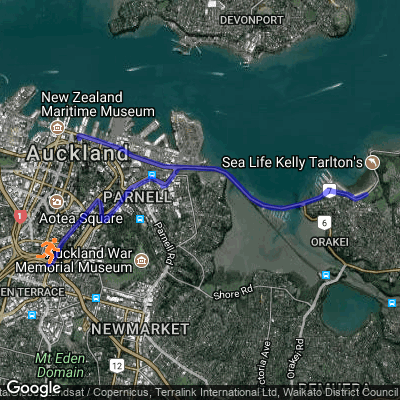 DEVONPORT
New Zealand
Maritime Museum
Auckland
Sea Life Kelly Tarlton's
PARNELL
Aotea Square
1
6
ORAKEI
Parnell Rd
Auckland War
Memorial Museum
EN TERRACE
Shore Rd
NEWMARKET
Mt Eden
Domain
12
ctoria Ave
Orakei Rd
REMUERA
Google
ndsat / Copernicus, Terralink International Ltd, Waikato District Council